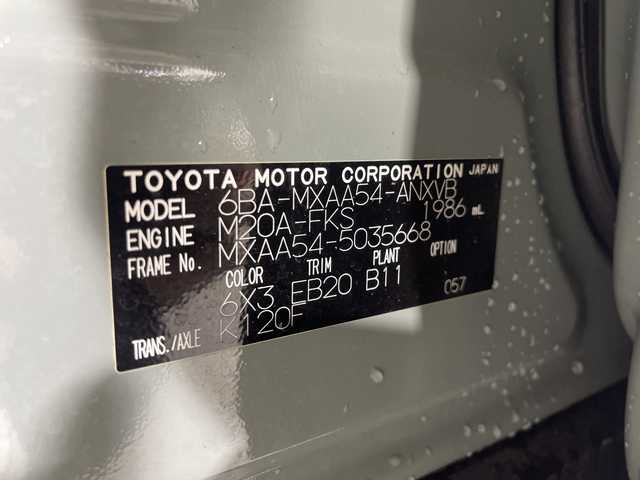 TOYOTA MOTOR CORPORATION JAPAN
MODEL 6BA-MXAA54-ANXVB
ENGINE M20A-FKS 1986 mL
FRAME No. MXAA54-5035668
COLOR TRIM PLANT OPTION
6X3 EB20 B11 057
TRANS./AXLE K120F